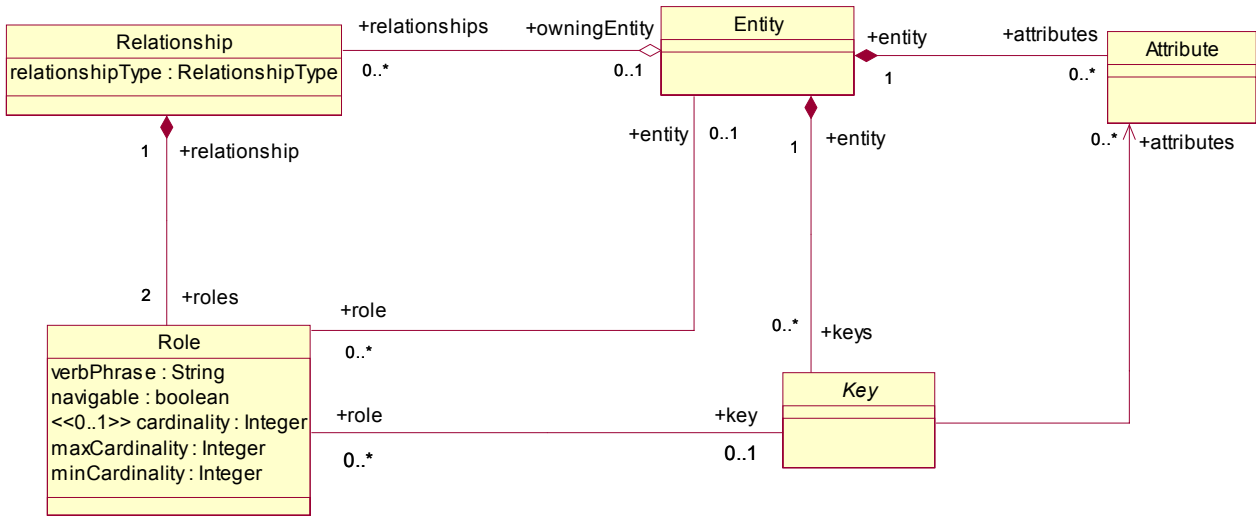 +relationships
+owningEntity
Entity
+entity
+attributes
Relationship
Attribute
relationshipType : RelationshipType
0..*
0..1
1
0..*
+entity
0..1
1
+relationship
1
+entity
0..*
+attributes
2
+roles
+role
0..*
+keys
Role
0..*
verbPhrase : String
navigable : boolean
<<0..1>> cardinality : Integer
maxCardinality : Integer
minCardinality : Integer
Key
+role
+key
0..*
0..1